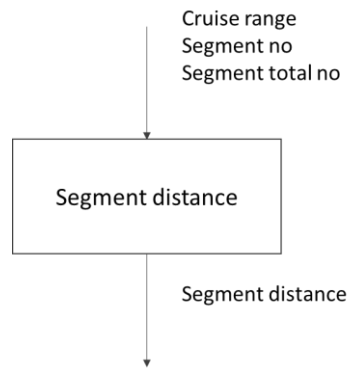 Cruise range
Segment no
Segment total no
Segment distance
Segment distance